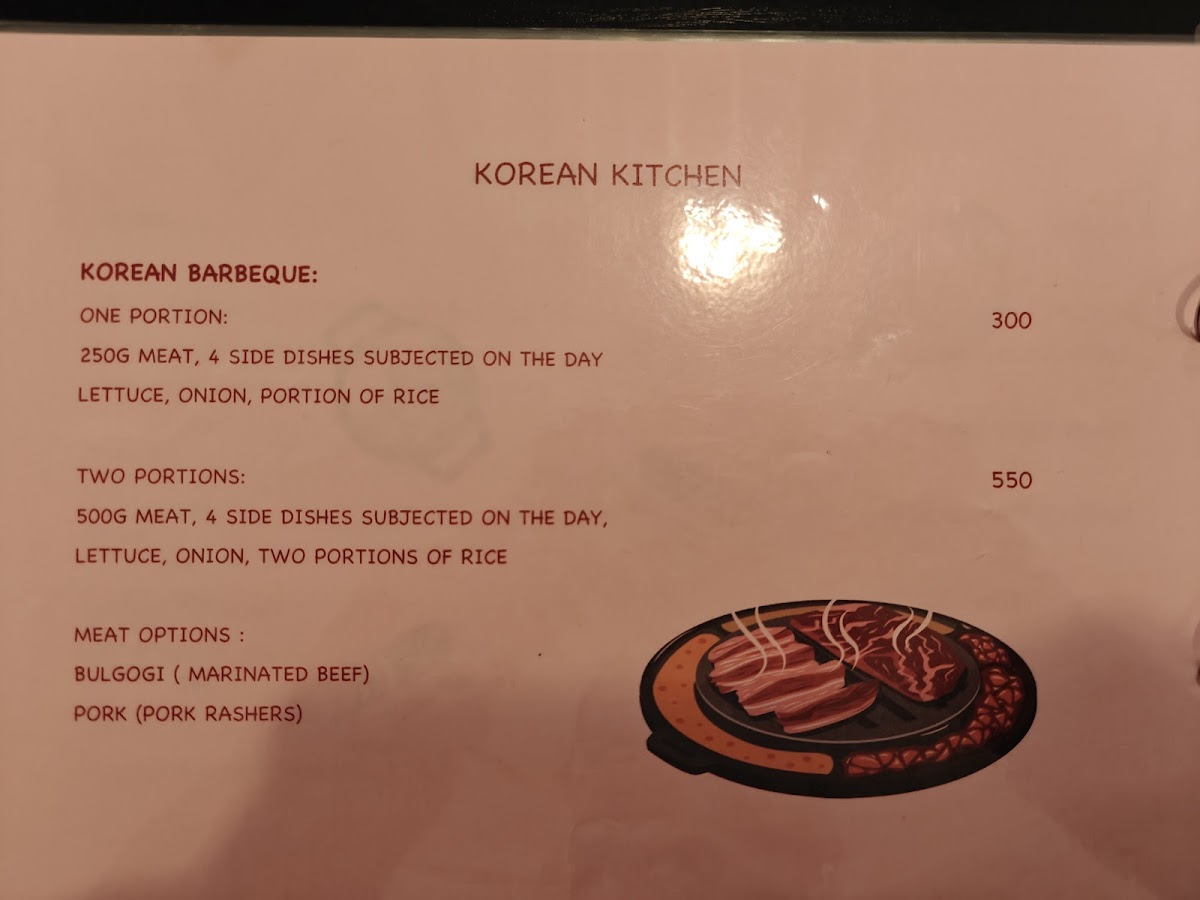 KOREAN KITCHEN
KOREAN BARBEQUE:
ONE PORTION: 300
250G MEAT, 4 SIDE DISHES SUBJECTED ON THE DAY
LETTUCE, ONION, PORTION OF RICE
TWO PORTIONS: 550
500G MEAT, 4 SIDE DISHES SUBJECTED ON THE DAY,
LETTUCE, ONION, TWO PORTIONS OF RICE
MEAT OPTIONS :
BULGOGI ( MARINATED BEEF)
PORK (PORK RASHERS)